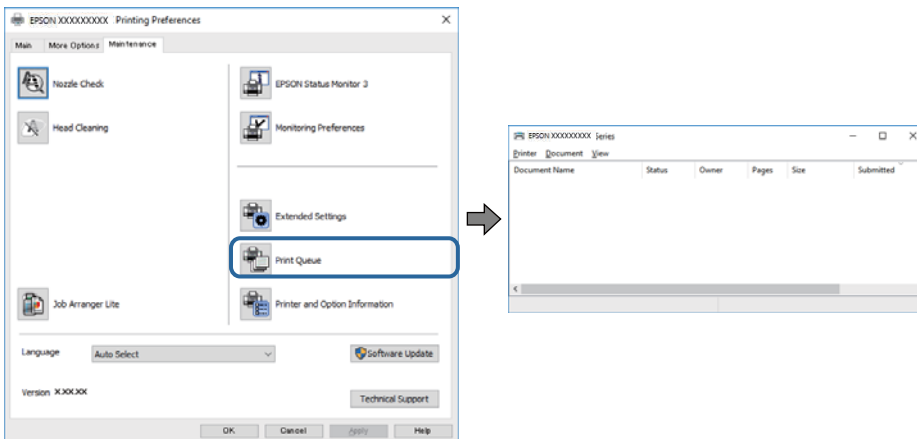 EPSON XXXXXXXXX Printing Preferences
Main More Options Maintenance
Nozzle Check
Head Cleaning
Job Arranger Lite
EPSON Status Monitor 3
Monitoring Preferences
Extended Settings
Print Queue
Printer and Option Information
Language Auto Select Software Update
Version X.XX.XX
Technical Support
OK Cancel Apply Help
EPSON XXXXXXXXX Series
Printer Document View
Document Name Status Owner Pages Size Submitted